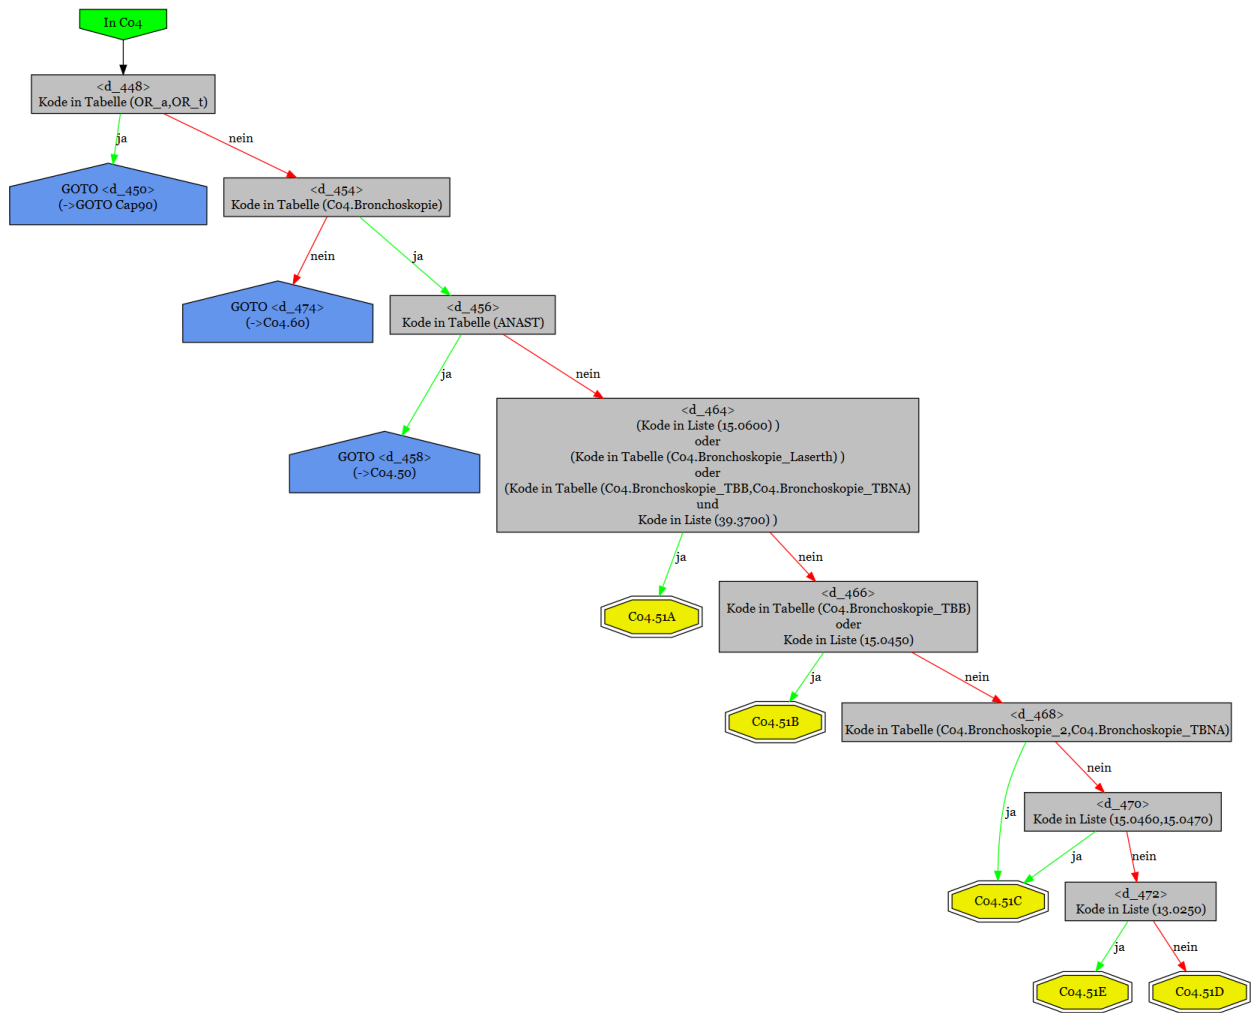 In C04
<d_448>
Kode in Tabelle (OR_a,OR_t)
ja
nein
GOTO <d_450>
(->GOTO Cap90)
<d_454>
Kode in Tabelle (C04.Bronchoskopie)
nein
ja
GOTO <d_474>
(->C04.60)
<d_456>
Kode in Tabelle (ANAST)
ja
nein
GOTO <d_458>
(->C04.50)
<d_464>
(Kode in Liste (15.0600) )
oder
(Kode in Tabelle (C04.Bronchoskopie_Laserth) )
oder
(Kode in Tabelle (C04.Bronchoskopie_TBB,C04.Bronchoskopie_TBNA)
und
Kode in Liste (39.3700) )
ja
nein
C04.51A
<d_466>
Kode in Tabelle (C04.Bronchoskopie_TBB)
oder
Kode in Liste (15.0450)
ja
nein
C04.51B
<d_468>
Kode in Tabelle (C04.Bronchoskopie_2,C04.Bronchoskopie_TBNA)
nein
ja
<d_470>
Kode in Liste (15.0460,15.0470)
ja
nein
C04.51C
<d_472>
Kode in Liste (13.0250)
ja
nein
C04.51E
C04.51D